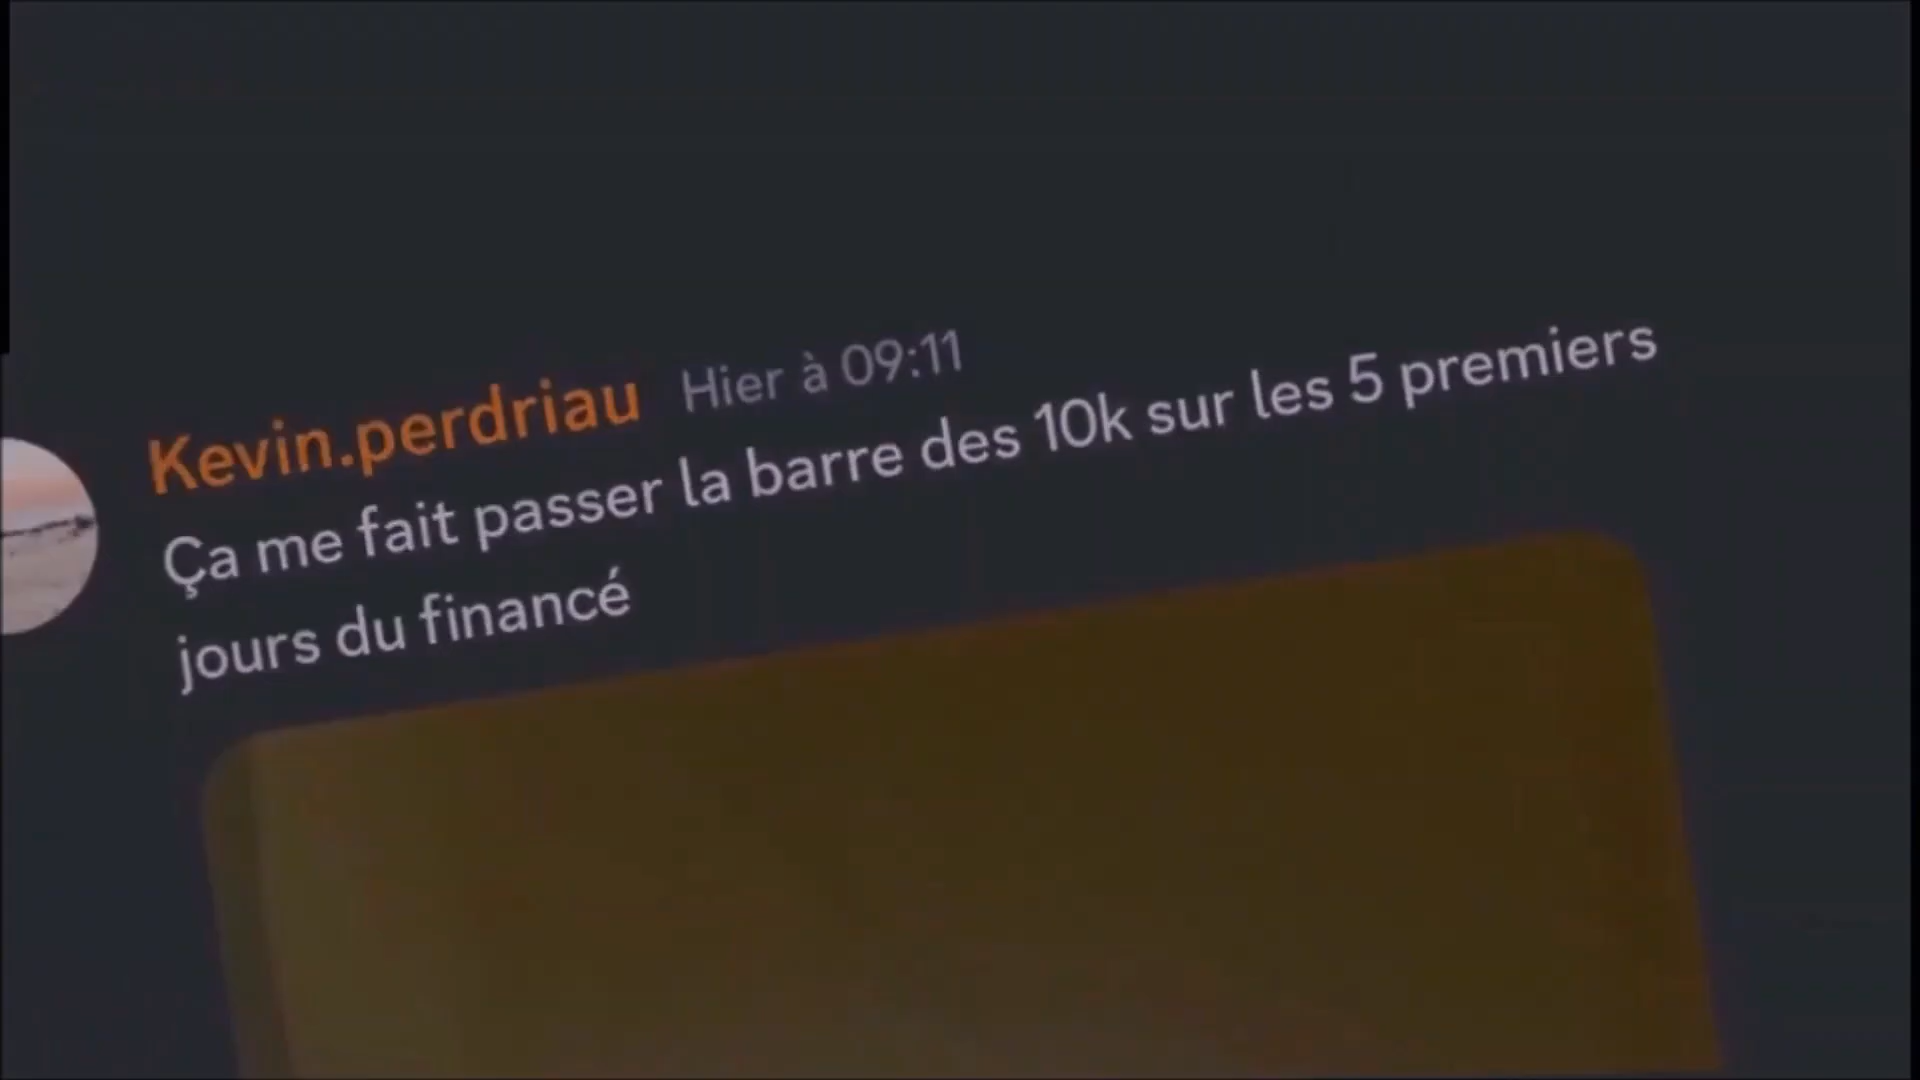 Kevin.perdriau Hier à 09:11
Ça me fait passer la barre des 10k sur les 5 premiers
jours du financé